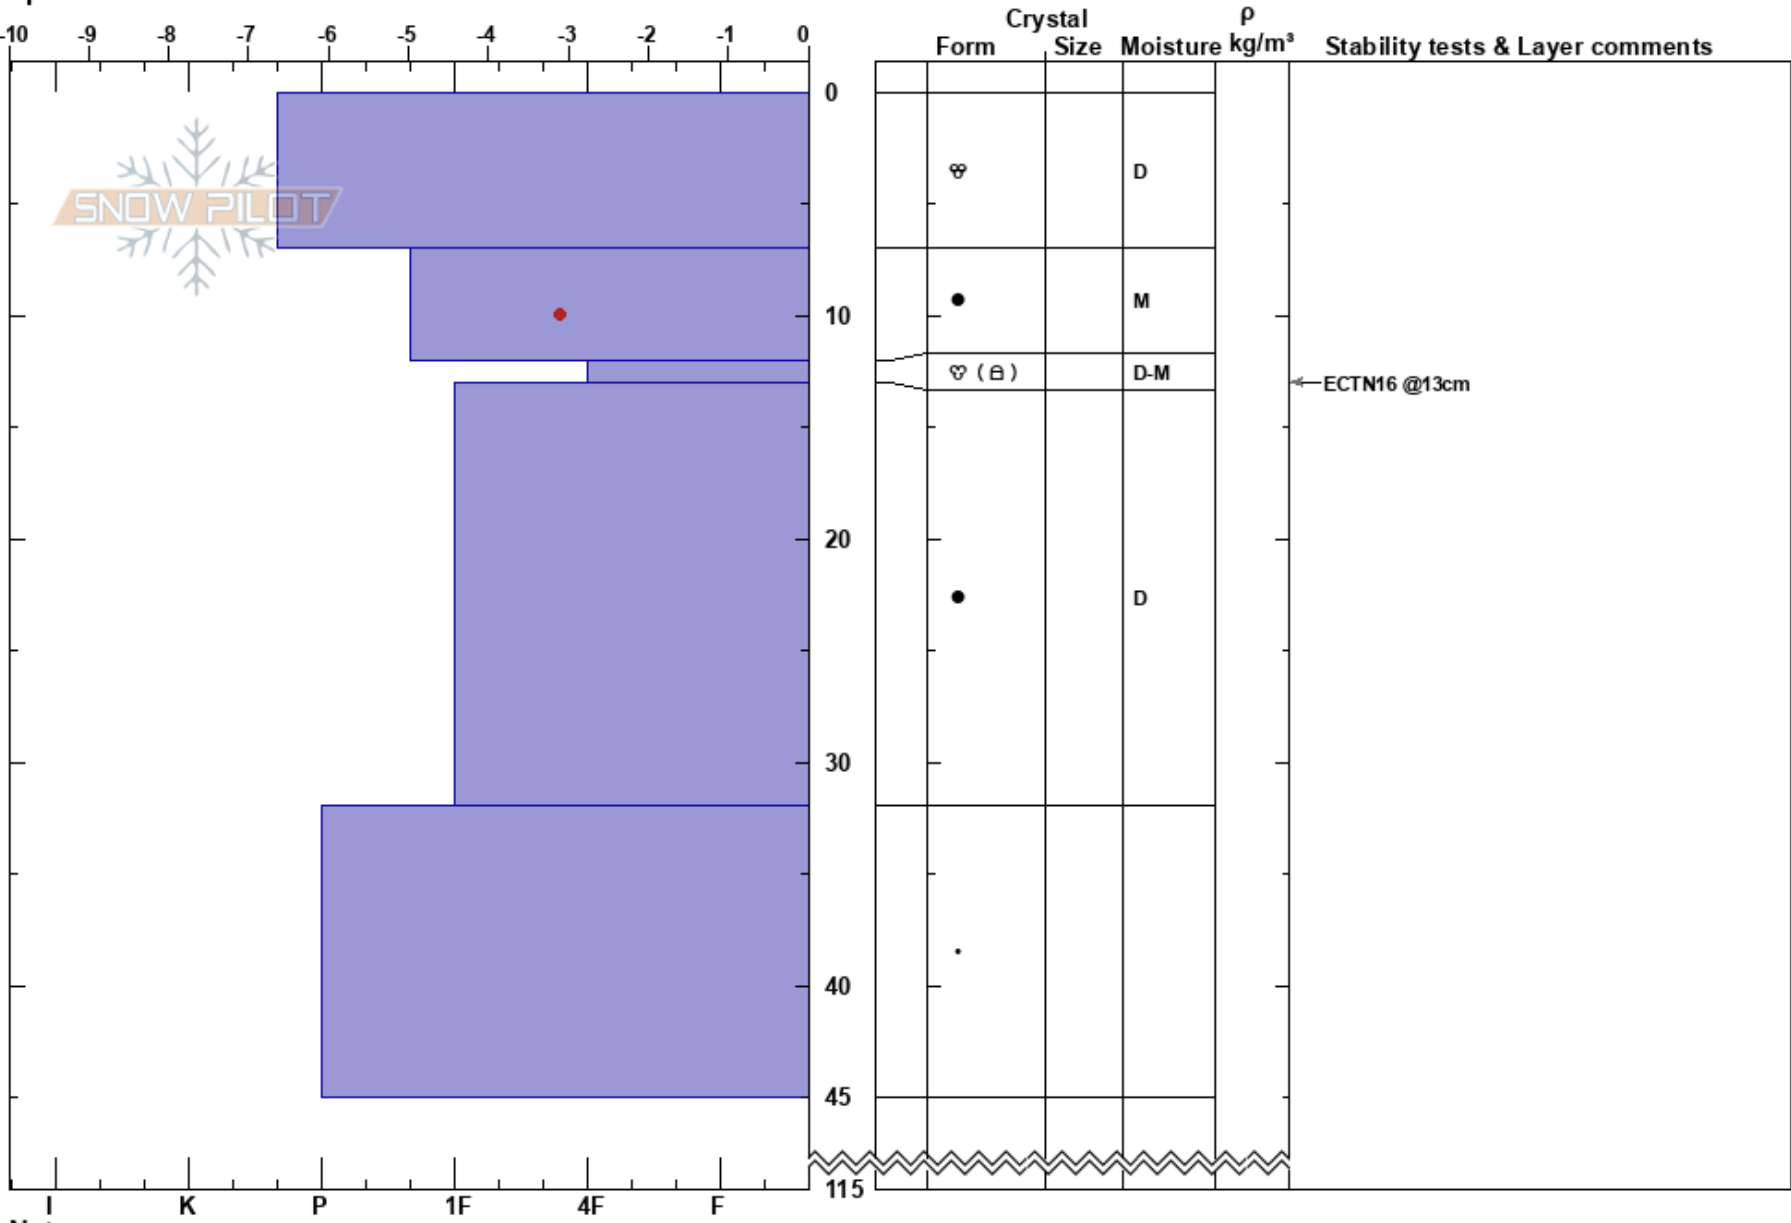 -10 -9 -8 -7 -6 -5 -4 -3 -2 -1 0
Crystal ρ
Form Size Moisture kg/m³ Stability tests & Layer comments
0
D
SNOW PILOT
10
M
D-M
ECTN16 @13cm
20
D
30
40
45
115
I K P 1F 4F F